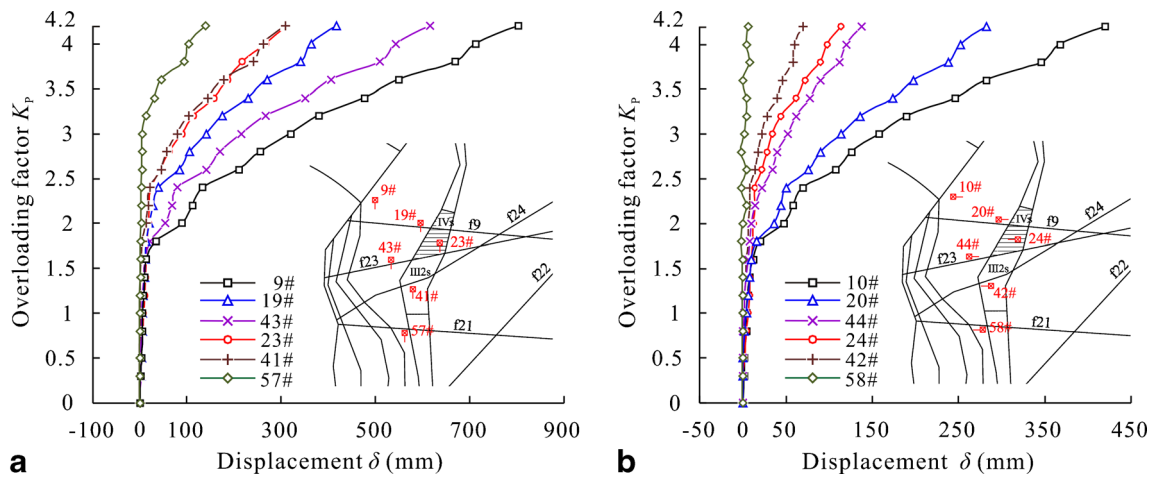 4.2
4
3.5
3
2.5
2
1.5
1
0.5
0
Overloading factor Kp
-100 0 100 300 500 700 900
Displacement δ (mm)
a
9#
19#
43#
23#
41#
57#
9#
19#
IVs
f9
f24
23#
43#
f23
III2s
41#
f22
57#
f21
4.2
4
3.5
3
2.5
2
1.5
1
0.5
0
Overloading factor Kp
-50 0 50 150 250 350 450
Displacement δ (mm)
b
10#
20#
44#
24#
42#
58#
10#
20#
IVs
f9
f24
24#
44#
f23
III2s
42#
f22
58#
f21